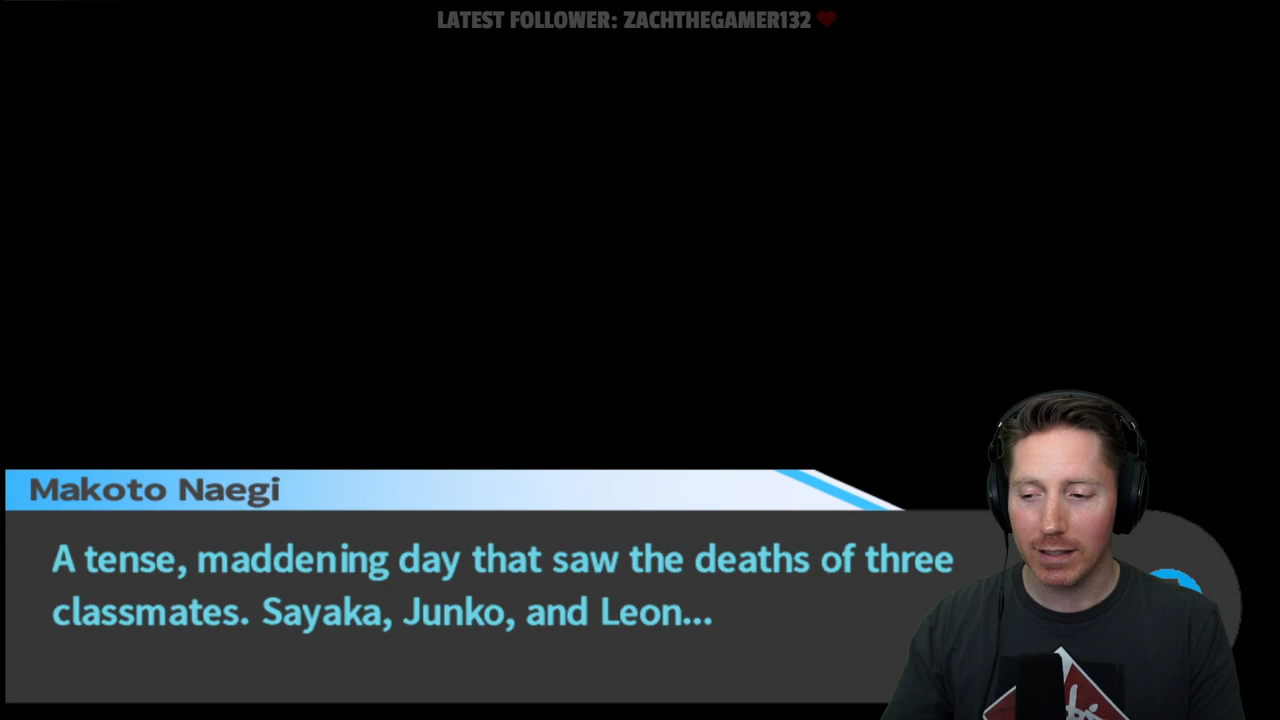 LATEST FOLLOWER: ZACHTHEGAMER132
Makoto Naegi
A tense, maddening day that saw the deaths of three
classmates. Sayaka, Junko, and Leon...